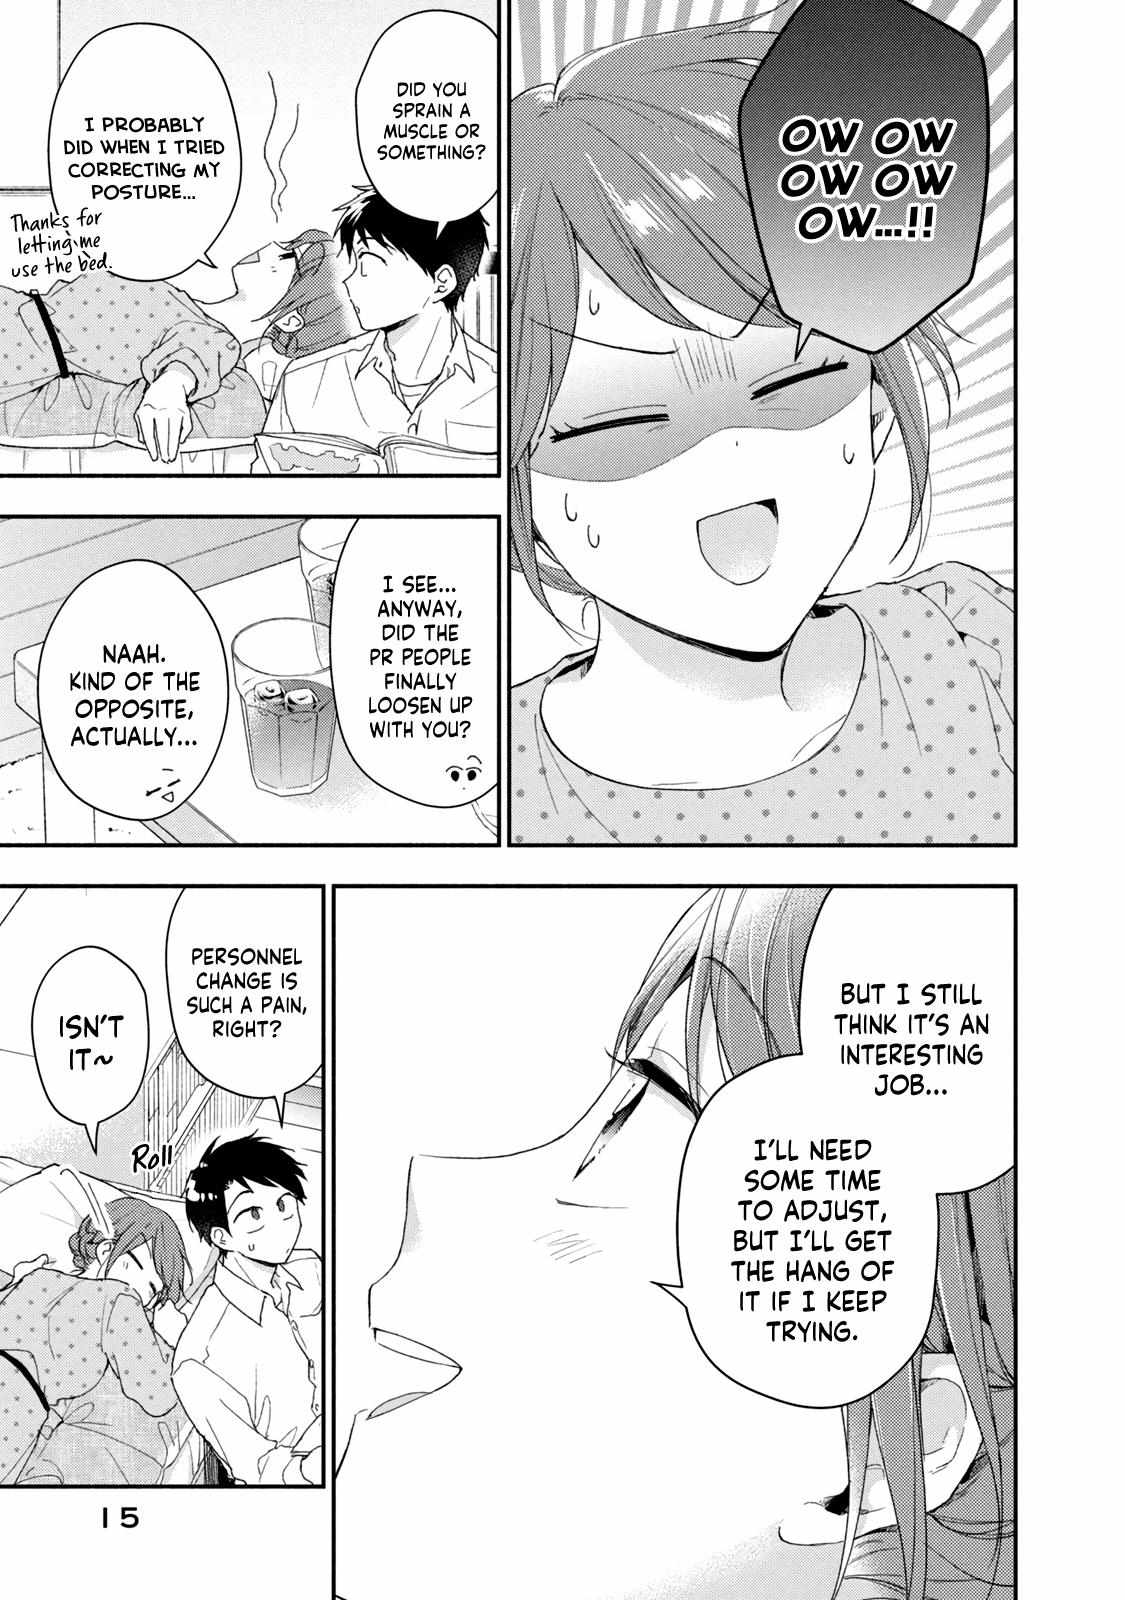 OW OW
OW OW
OW...!!
DID YOU
SPRAIN A
MUSCLE OR
SOMETHING?
I PROBABLY
DID WHEN I TRIED
CORRECTING MY
POSTURE...
Thanks for
letting me
use the bed.
I SEE...
ANYWAY,
DID THE
PR PEOPLE
FINALLY
LOOSEN UP
WITH YOU?
NAAH.
KIND OF THE
OPPOSITE,
ACTUALLY...
BUT I STILL
THINK IT'S AN
INTERESTING
JOB...
I'LL NEED
SOME TIME
TO ADJUST,
BUT I'LL GET
THE HANG OF
IT IF I KEEP
TRYING.
PERSONNEL
CHANGE IS
SUCH A PAIN,
RIGHT?
ISN'T
IT~
Roll
15